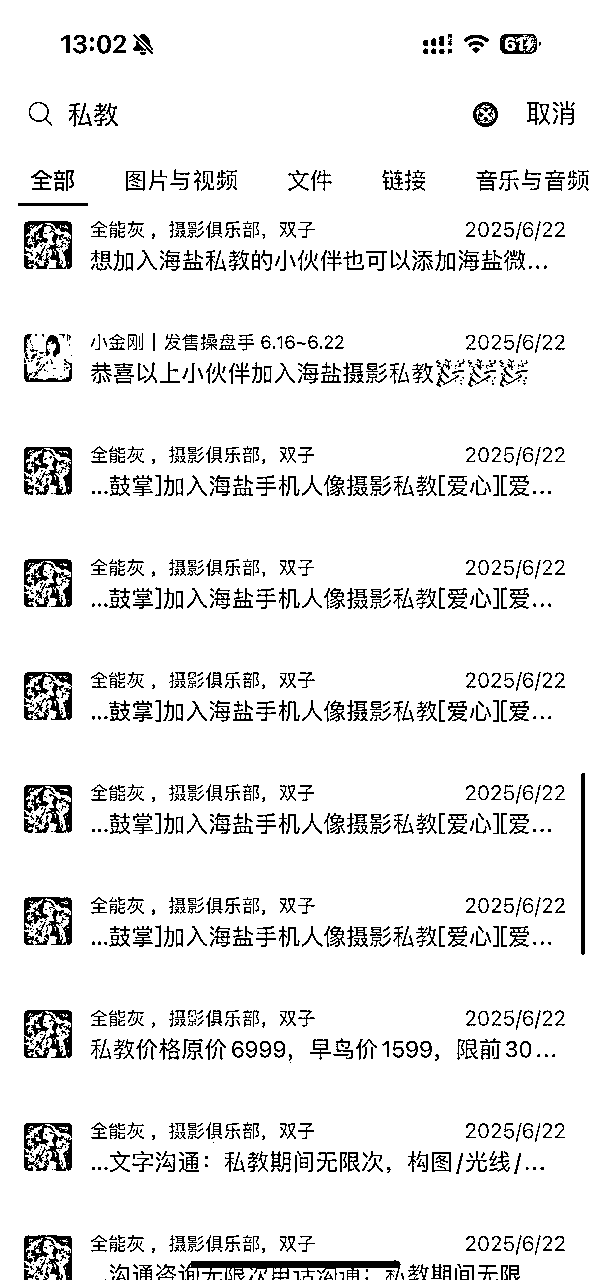 13:02
61
私教
取消
全部 图片与视频 文件 链接 音乐与音频
全能灰，摄影俱乐部，双子 2025/6/22
想加入海盐私教的小伙伴也可以添加海盐微...
小金刚｜发售操盘手 6.16~6.22 2025/6/22
恭喜以上小伙伴加入海盐摄影私教🎉🎉🎉
全能灰，摄影俱乐部，双子 2025/6/22
...鼓掌]加入海盐手机人像摄影私教[爱心][爱...
全能灰，摄影俱乐部，双子 2025/6/22
...鼓掌]加入海盐手机人像摄影私教[爱心][爱...
全能灰，摄影俱乐部，双子 2025/6/22
...鼓掌]加入海盐手机人像摄影私教[爱心][爱...
全能灰，摄影俱乐部，双子 2025/6/22
...鼓掌]加入海盐手机人像摄影私教[爱心][爱...
全能灰，摄影俱乐部，双子 2025/6/22
...鼓掌]加入海盐手机人像摄影私教[爱心][爱...
全能灰，摄影俱乐部，双子 2025/6/22
私教价格原价6999，早鸟价1599，限前30...
全能灰，摄影俱乐部，双子 2025/6/22
...文字沟通：私教期间无限次，构图/光线/...
全能灰，摄影俱乐部，双子 2025/6/22
...沟通咨询无限次电话沟通：私教期间无限